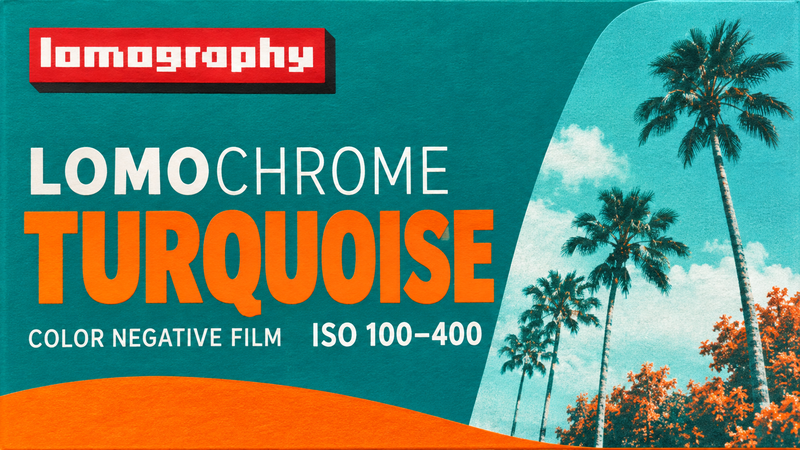 lomography
LOMOCHROME
TURQUOISE
COLOR NEGATIVE FILM ISO 100–400